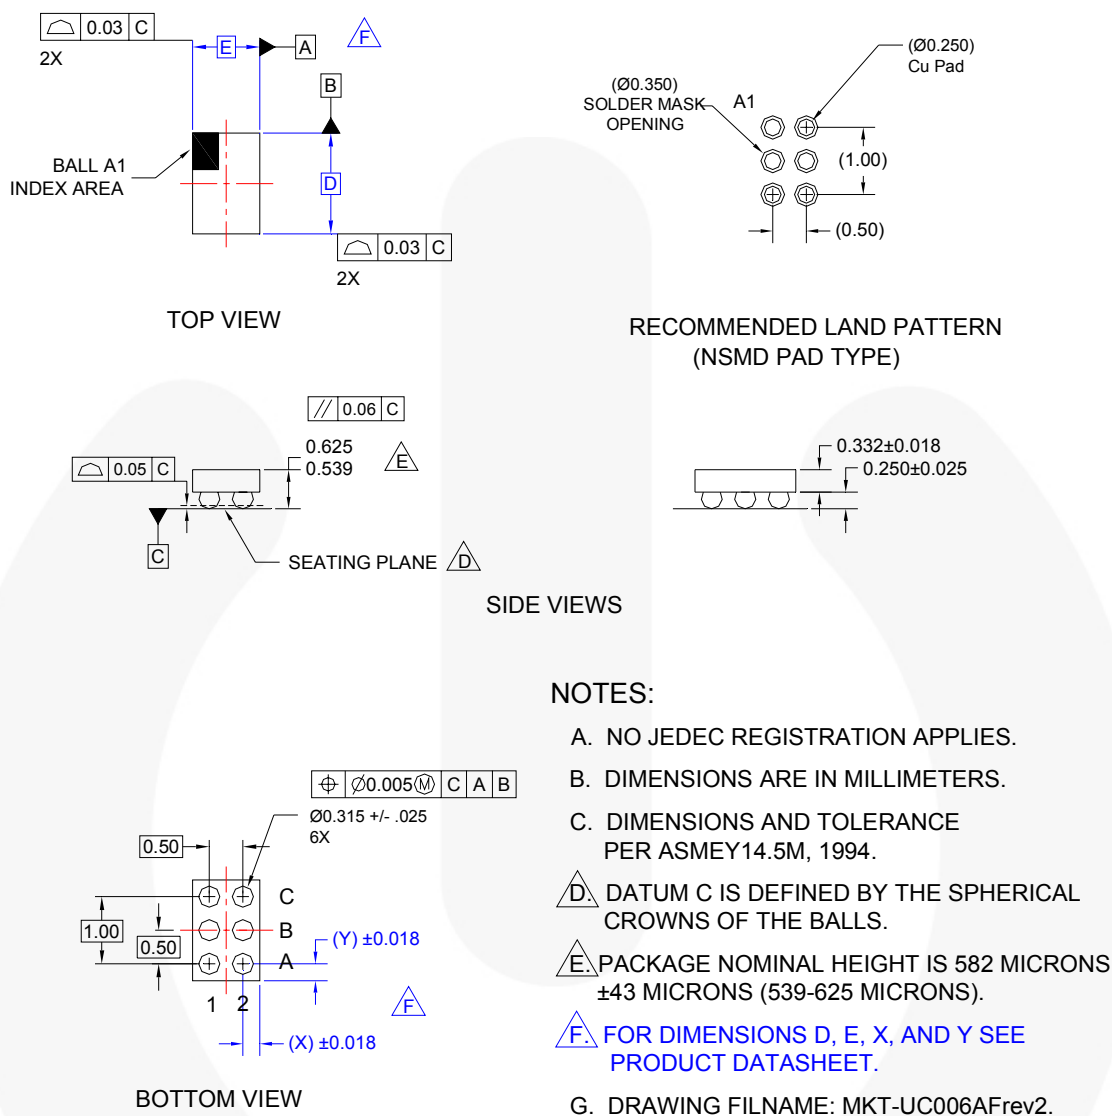 0.03 C
2X
E
A
F
B
BALL A1
INDEX AREA
D
0.03 C
2X
TOP VIEW
(Ø0.250)
Cu Pad
(Ø0.350)
SOLDER MASK
OPENING
A1
(1.00)
(0.50)
RECOMMENDED LAND PATTERN
(NSMD PAD TYPE)
// 0.06 C
0.625
0.539
E
0.05 C
C
SEATING PLANE D
0.332±0.018
0.250±0.025
SIDE VIEWS
NOTES:
A. NO JEDEC REGISTRATION APPLIES.
B. DIMENSIONS ARE IN MILLIMETERS.
C. DIMENSIONS AND TOLERANCE
PER ASMEY14.5M, 1994.
D. DATUM C IS DEFINED BY THE SPHERICAL
CROWNS OF THE BALLS.
E. PACKAGE NOMINAL HEIGHT IS 582 MICRONS
±43 MICRONS (539-625 MICRONS).
F. FOR DIMENSIONS D, E, X, AND Y SEE
PRODUCT DATASHEET.
G. DRAWING FILNAME: MKT-UC006AFrev2.
⌖ Ø0.005Ⓜ C A B
Ø0.315 +/- .025
6X
0.50
C
1.00
B
0.50
(Y) ±0.018
A
1 2
F
(X) ±0.018
BOTTOM VIEW